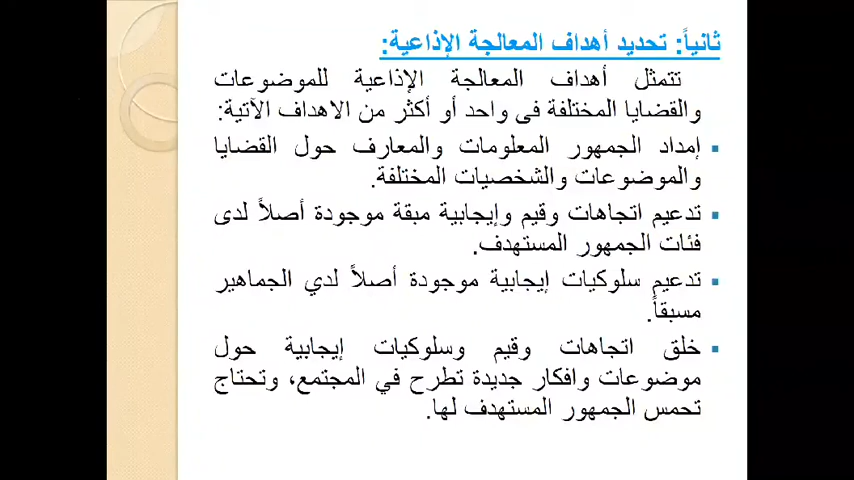 ثانياً: تحديد أهداف المعالجة الإذاعية:
تتمثل أهداف المعالجة الإذاعية للموضوعات
والقضايا المختلفة فى واحد أو أكثر من الاهداف الآتية:
▪ إمداد الجمهور المعلومات والمعارف حول القضايا
والموضوعات والشخصيات المختلفة.
▪ تدعيم اتجاهات وقيم وإيجابية مبقة موجودة أصلاً لدى
فئات الجمهور المستهدف.
▪ تدعيم سلوكيات إيجابية موجودة أصلاً لدي الجماهير
مسبقاً.
▪ خلق اتجاهات وقيم وسلوكيات إيجابية حول
موضوعات وافكار جديدة تطرح في المجتمع، وتحتاج
تحمس الجمهور المستهدف لها.